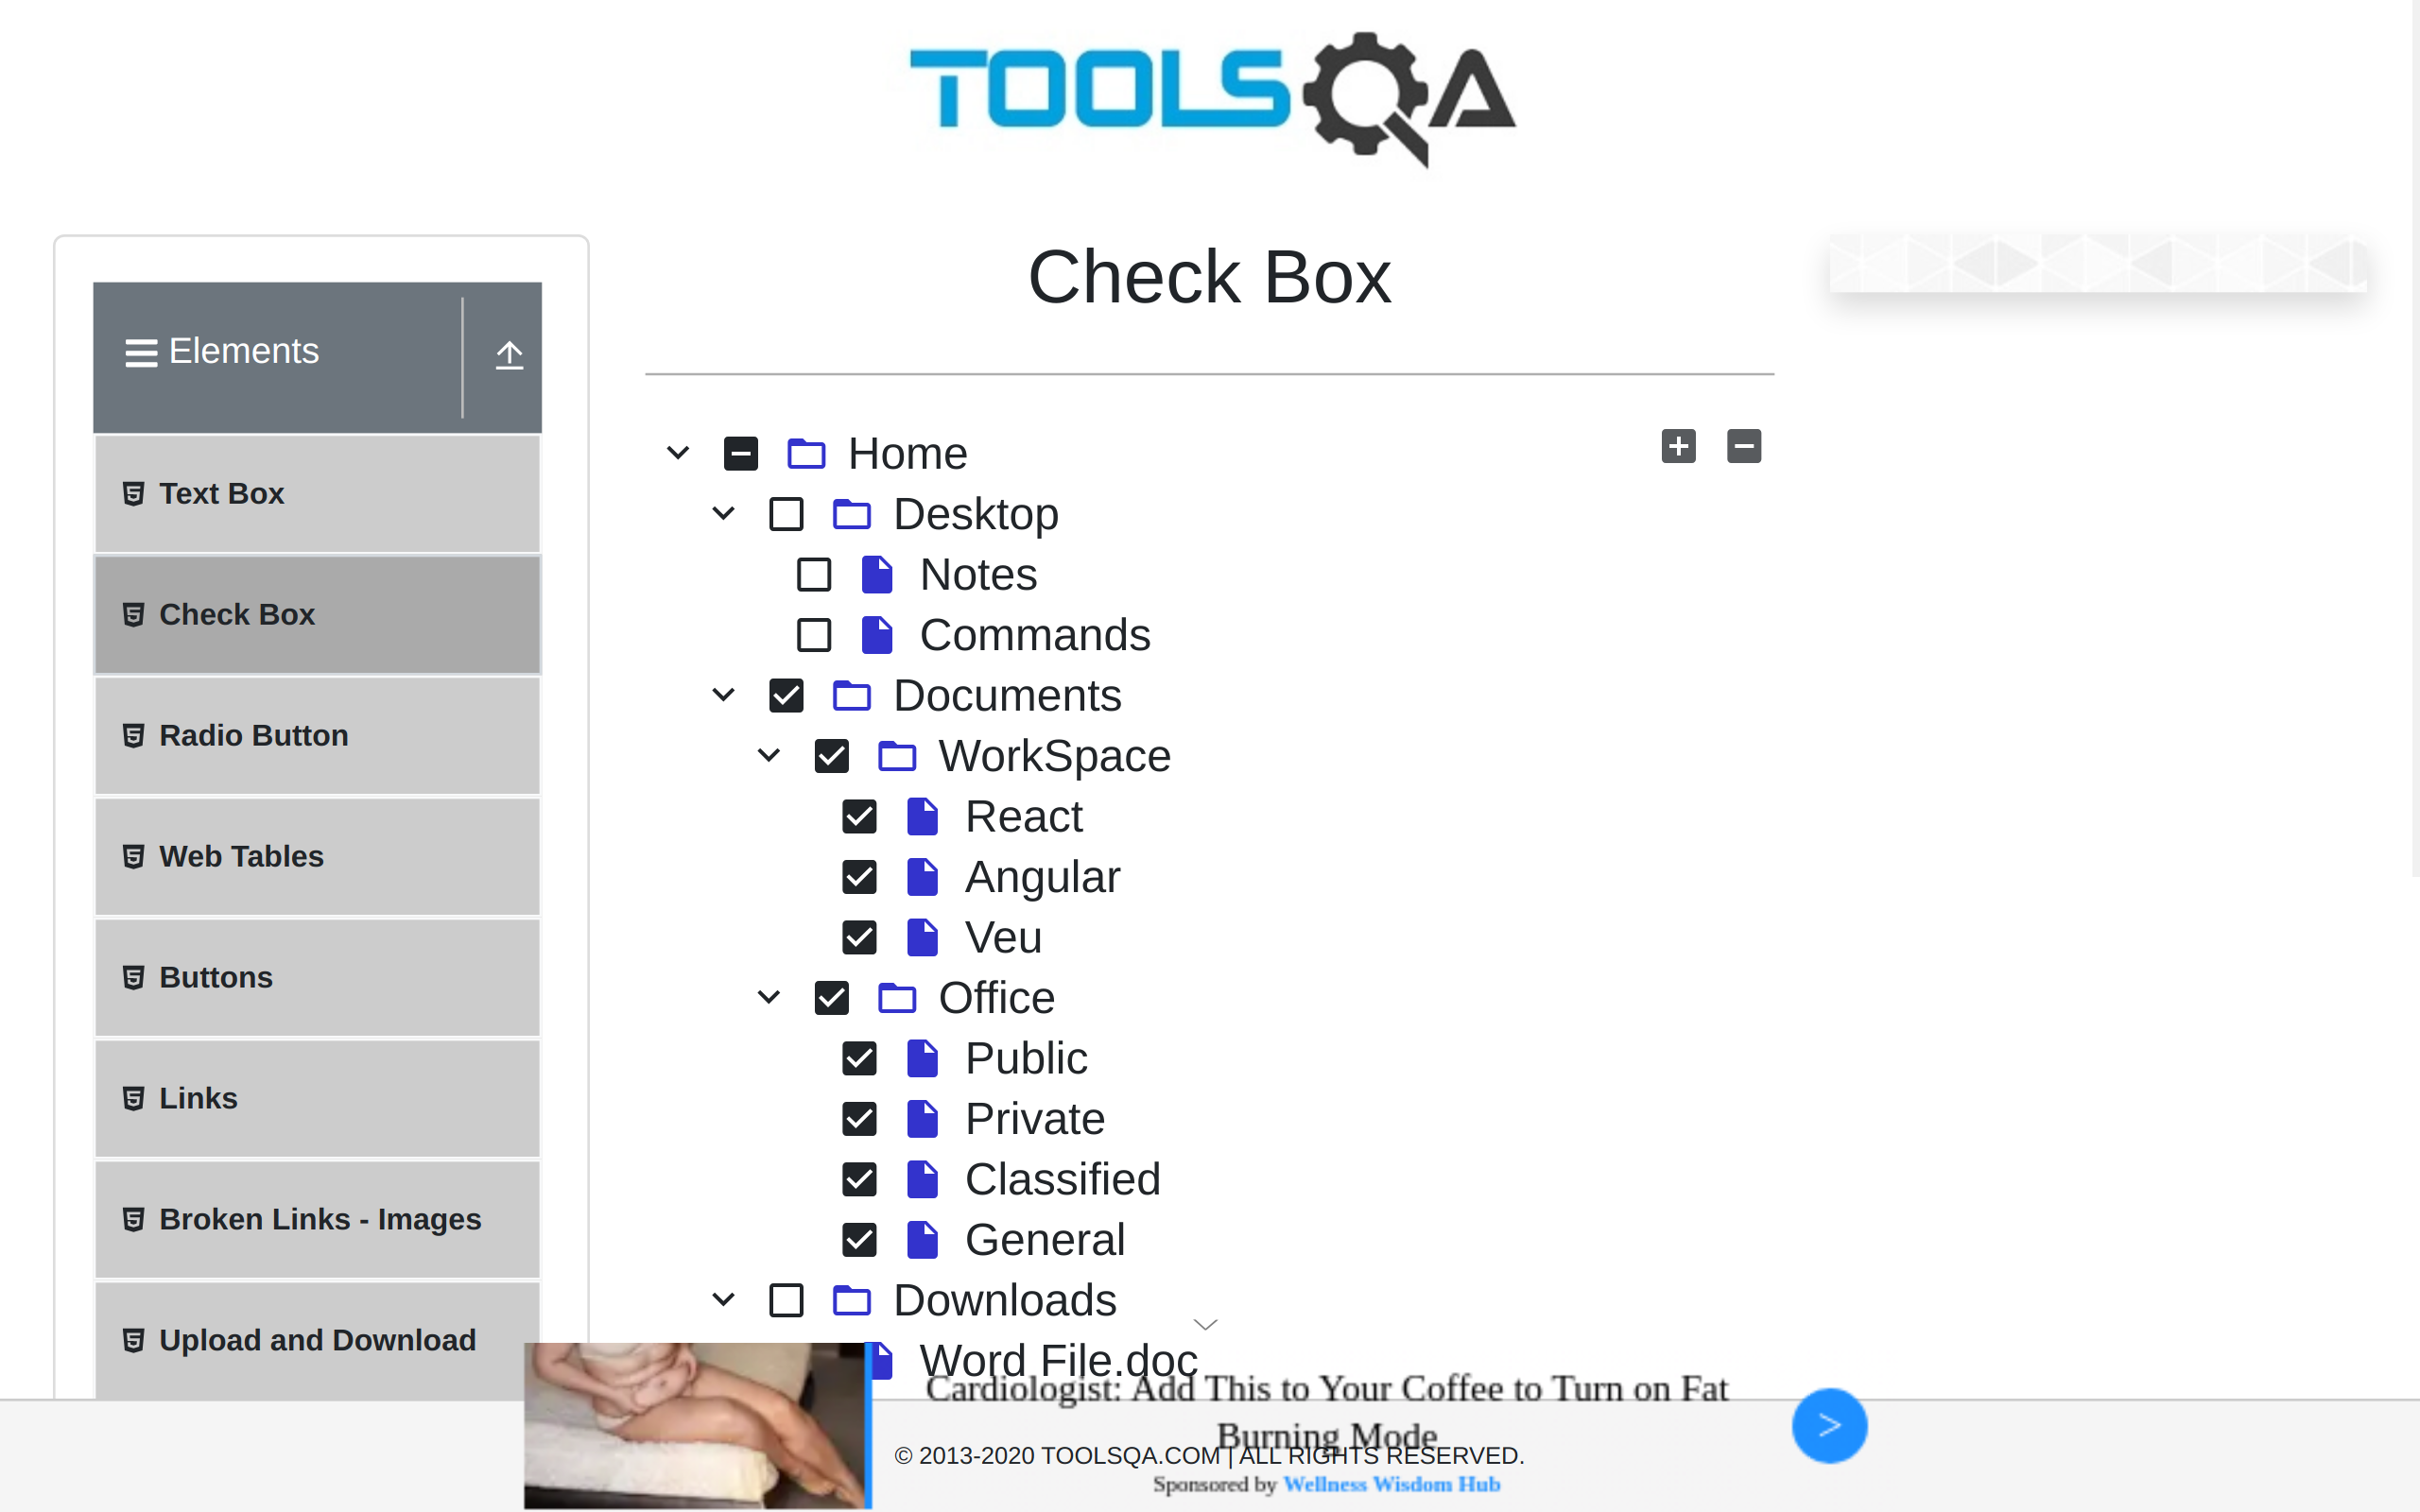 TOOLSQA
Check Box
Elements
Text Box
Check Box
Radio Button
Web Tables
Buttons
Links
Broken Links - Images
Upload and Download
Home
Desktop
Notes
Commands
Documents
WorkSpace
React
Angular
Veu
Office
Public
Private
Classified
General
Downloads
Word File.doc
Cardiologist: Add This to Your Coffee to Turn on Fat
Burning Mode
© 2013-2020 TOOLSQA.COM | ALL RIGHTS RESERVED.
Sponsored by Wellness Wisdom Hub